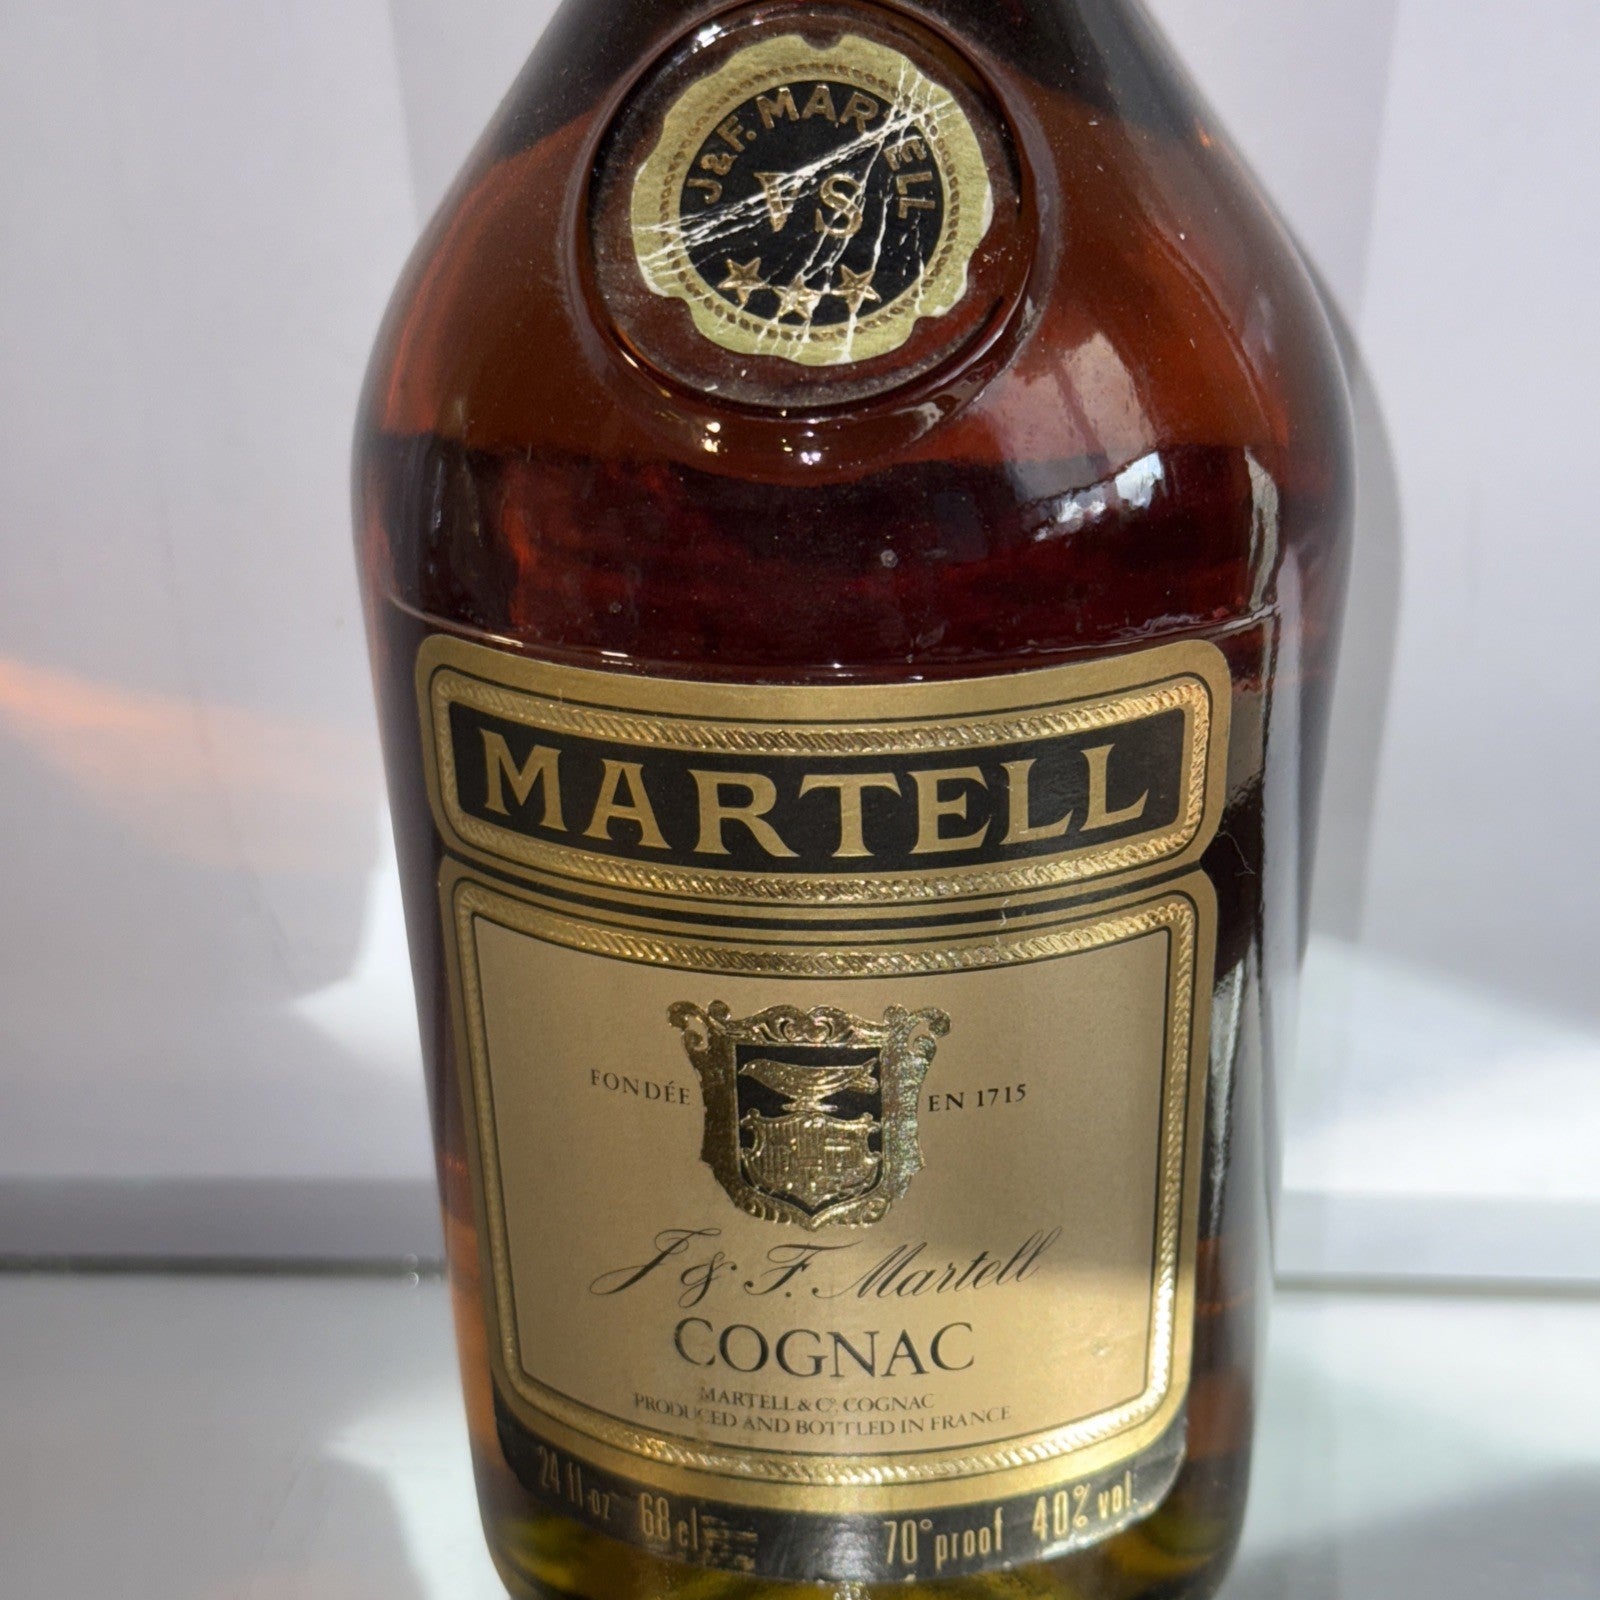 J&F. MARTELL
VS
MARTELL
FONDÉE EN 1715
J & F. Martell
COGNAC
MARTELL & Cº, COGNAC
PRODUCED AND BOTTLED IN FRANCE
24 fl oz 68 cl 70° proof 40% vol